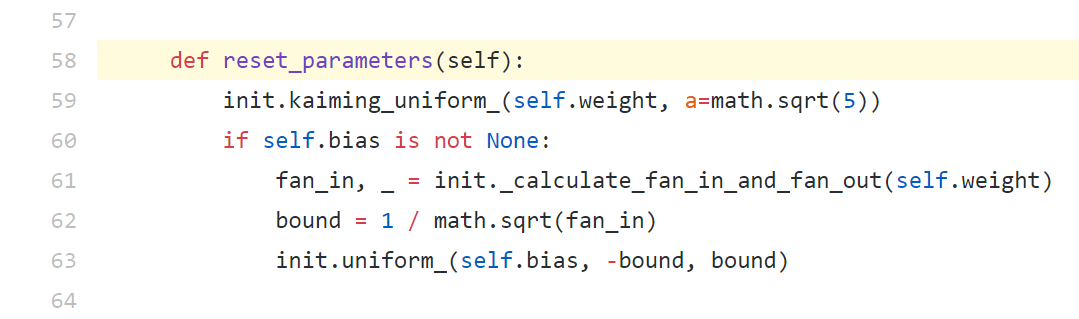 57
58 def reset_parameters(self):
59 init.kaiming_uniform_(self.weight, a=math.sqrt(5))
60 if self.bias is not None:
61 fan_in, _ = init._calculate_fan_in_and_fan_out(self.weight)
62 bound = 1 / math.sqrt(fan_in)
63 init.uniform_(self.bias, -bound, bound)
64